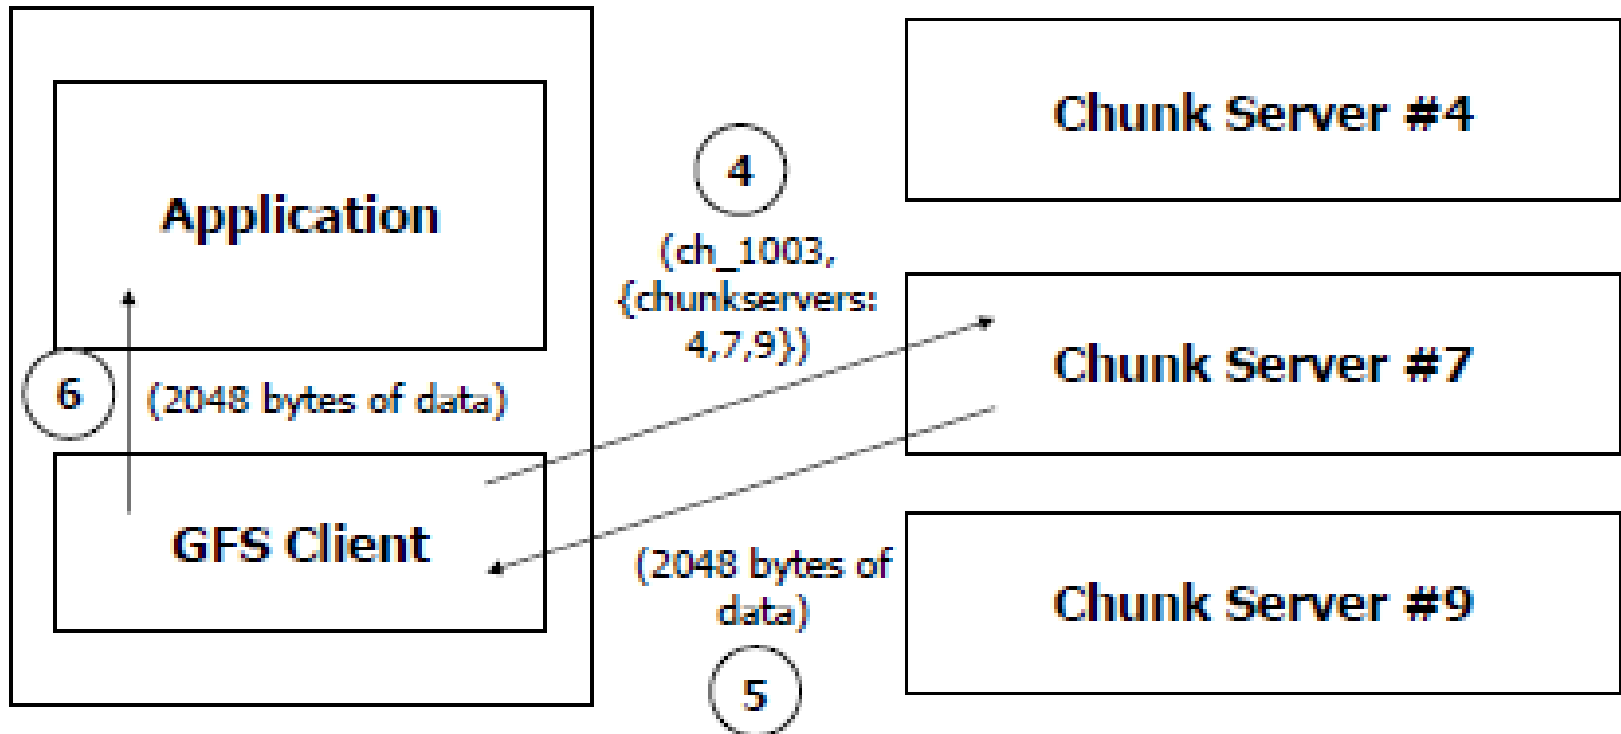 Application
6
(2048 bytes of data)
GFS Client
4
(ch_1003,
{chunkservers:
4,7,9})
(2048 bytes of
data)
5
Chunk Server #4
Chunk Server #7
Chunk Server #9